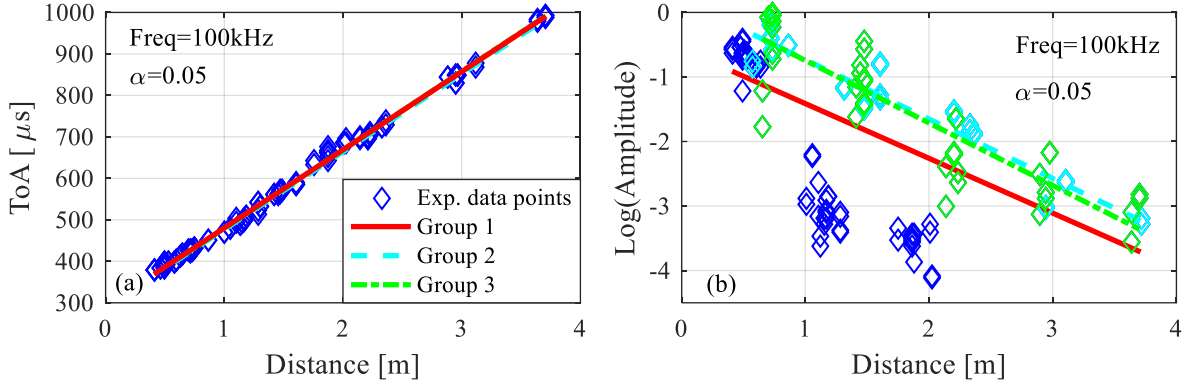 1000
900
800
700
600
500
400
300
ToA [ μs]
Freq=100kHz
α=0.05
Exp. data points
Group 1
Group 2
Group 3
(a)
0 1 2 3 4
Distance [m]
0
-1
-2
-3
-4
Log(Amplitude)
Freq=100kHz
α=0.05
(b)
0 1 2 3 4
Distance [m]